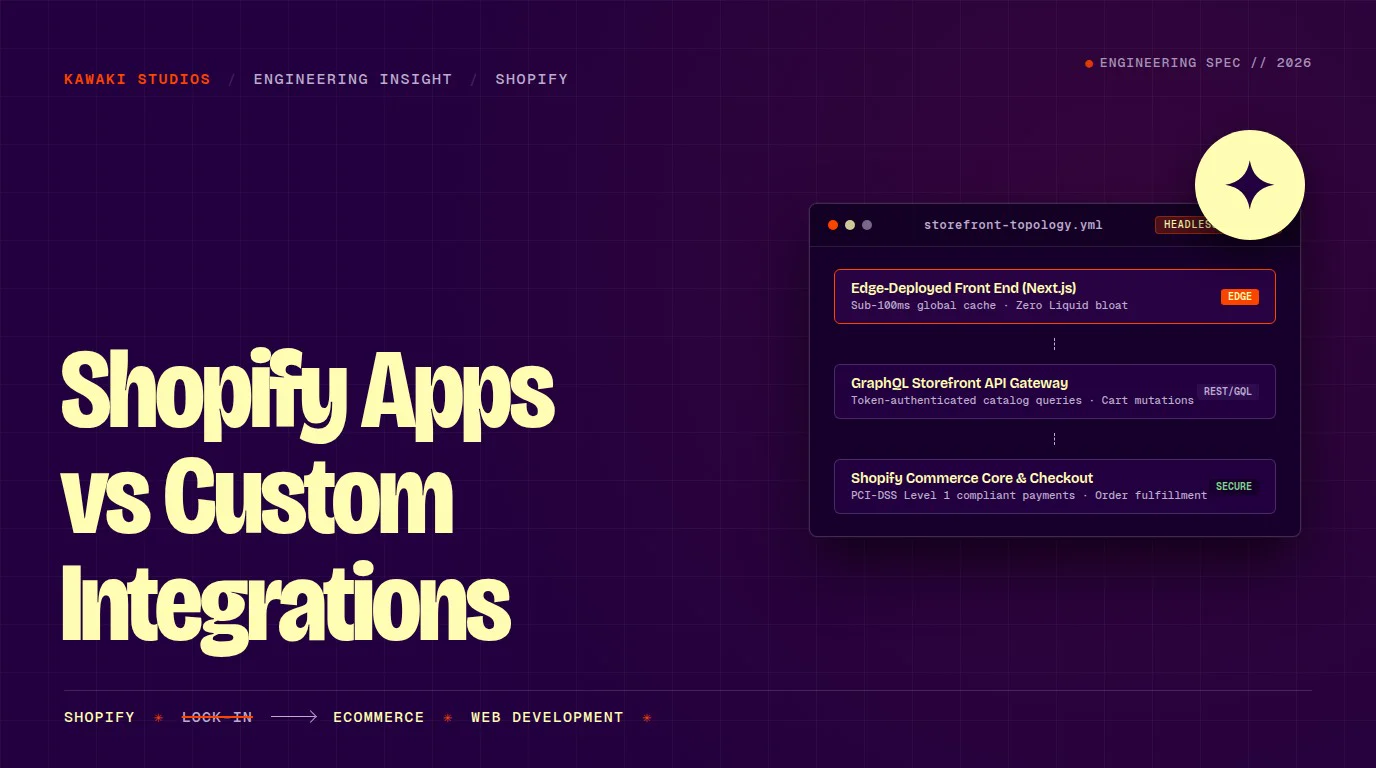 KAWAKI STUDIOS / ENGINEERING INSIGHT / SHOPIFY
ENGINEERING SPEC // 2026
storefront-topology.yml
Edge-Deployed Front End (Next.js)
Sub-100ms global cache · Zero Liquid bloat
EDGE
GraphQL Storefront API Gateway
Token-authenticated catalog queries · Cart mutations
REST/GQL
Shopify Commerce Core & Checkout
PCI-DSS Level 1 compliant payments · Order fulfillment
SECURE
Shopify Apps
vs Custom
Integrations
SHOPIFY * LOCK-IN → ECOMMERCE * WEB DEVELOPMENT *